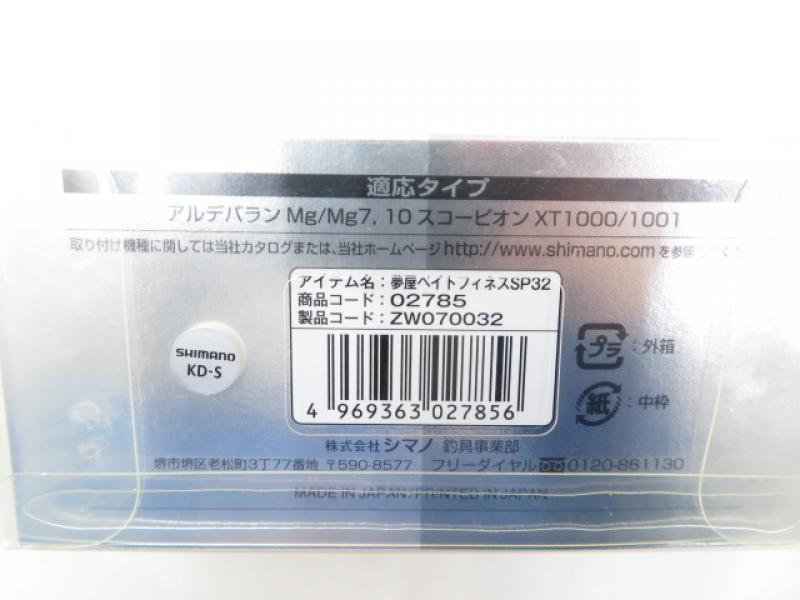 適応タイプ
アルデバラン Mg/Mg7, 10 スコーピオン XT1000/1001
取り付け機種に関しては当社カタログまたは、当社ホームページ http://www.shimano.com を参照してくだ
アイテム名：夢屋ベイトフィネスSP32
商品コード：02785
製品コード：ZW070032
4 969363 027856
SHIMANO
KD-S
プラ：外箱
紙：中枠
株式会社 シマノ 釣具事業部
堺市堺区老松町3丁77番地 〒590-8577 フリーダイヤル 0120-861130
MADE IN JAPAN/PRINTED IN JAPAN